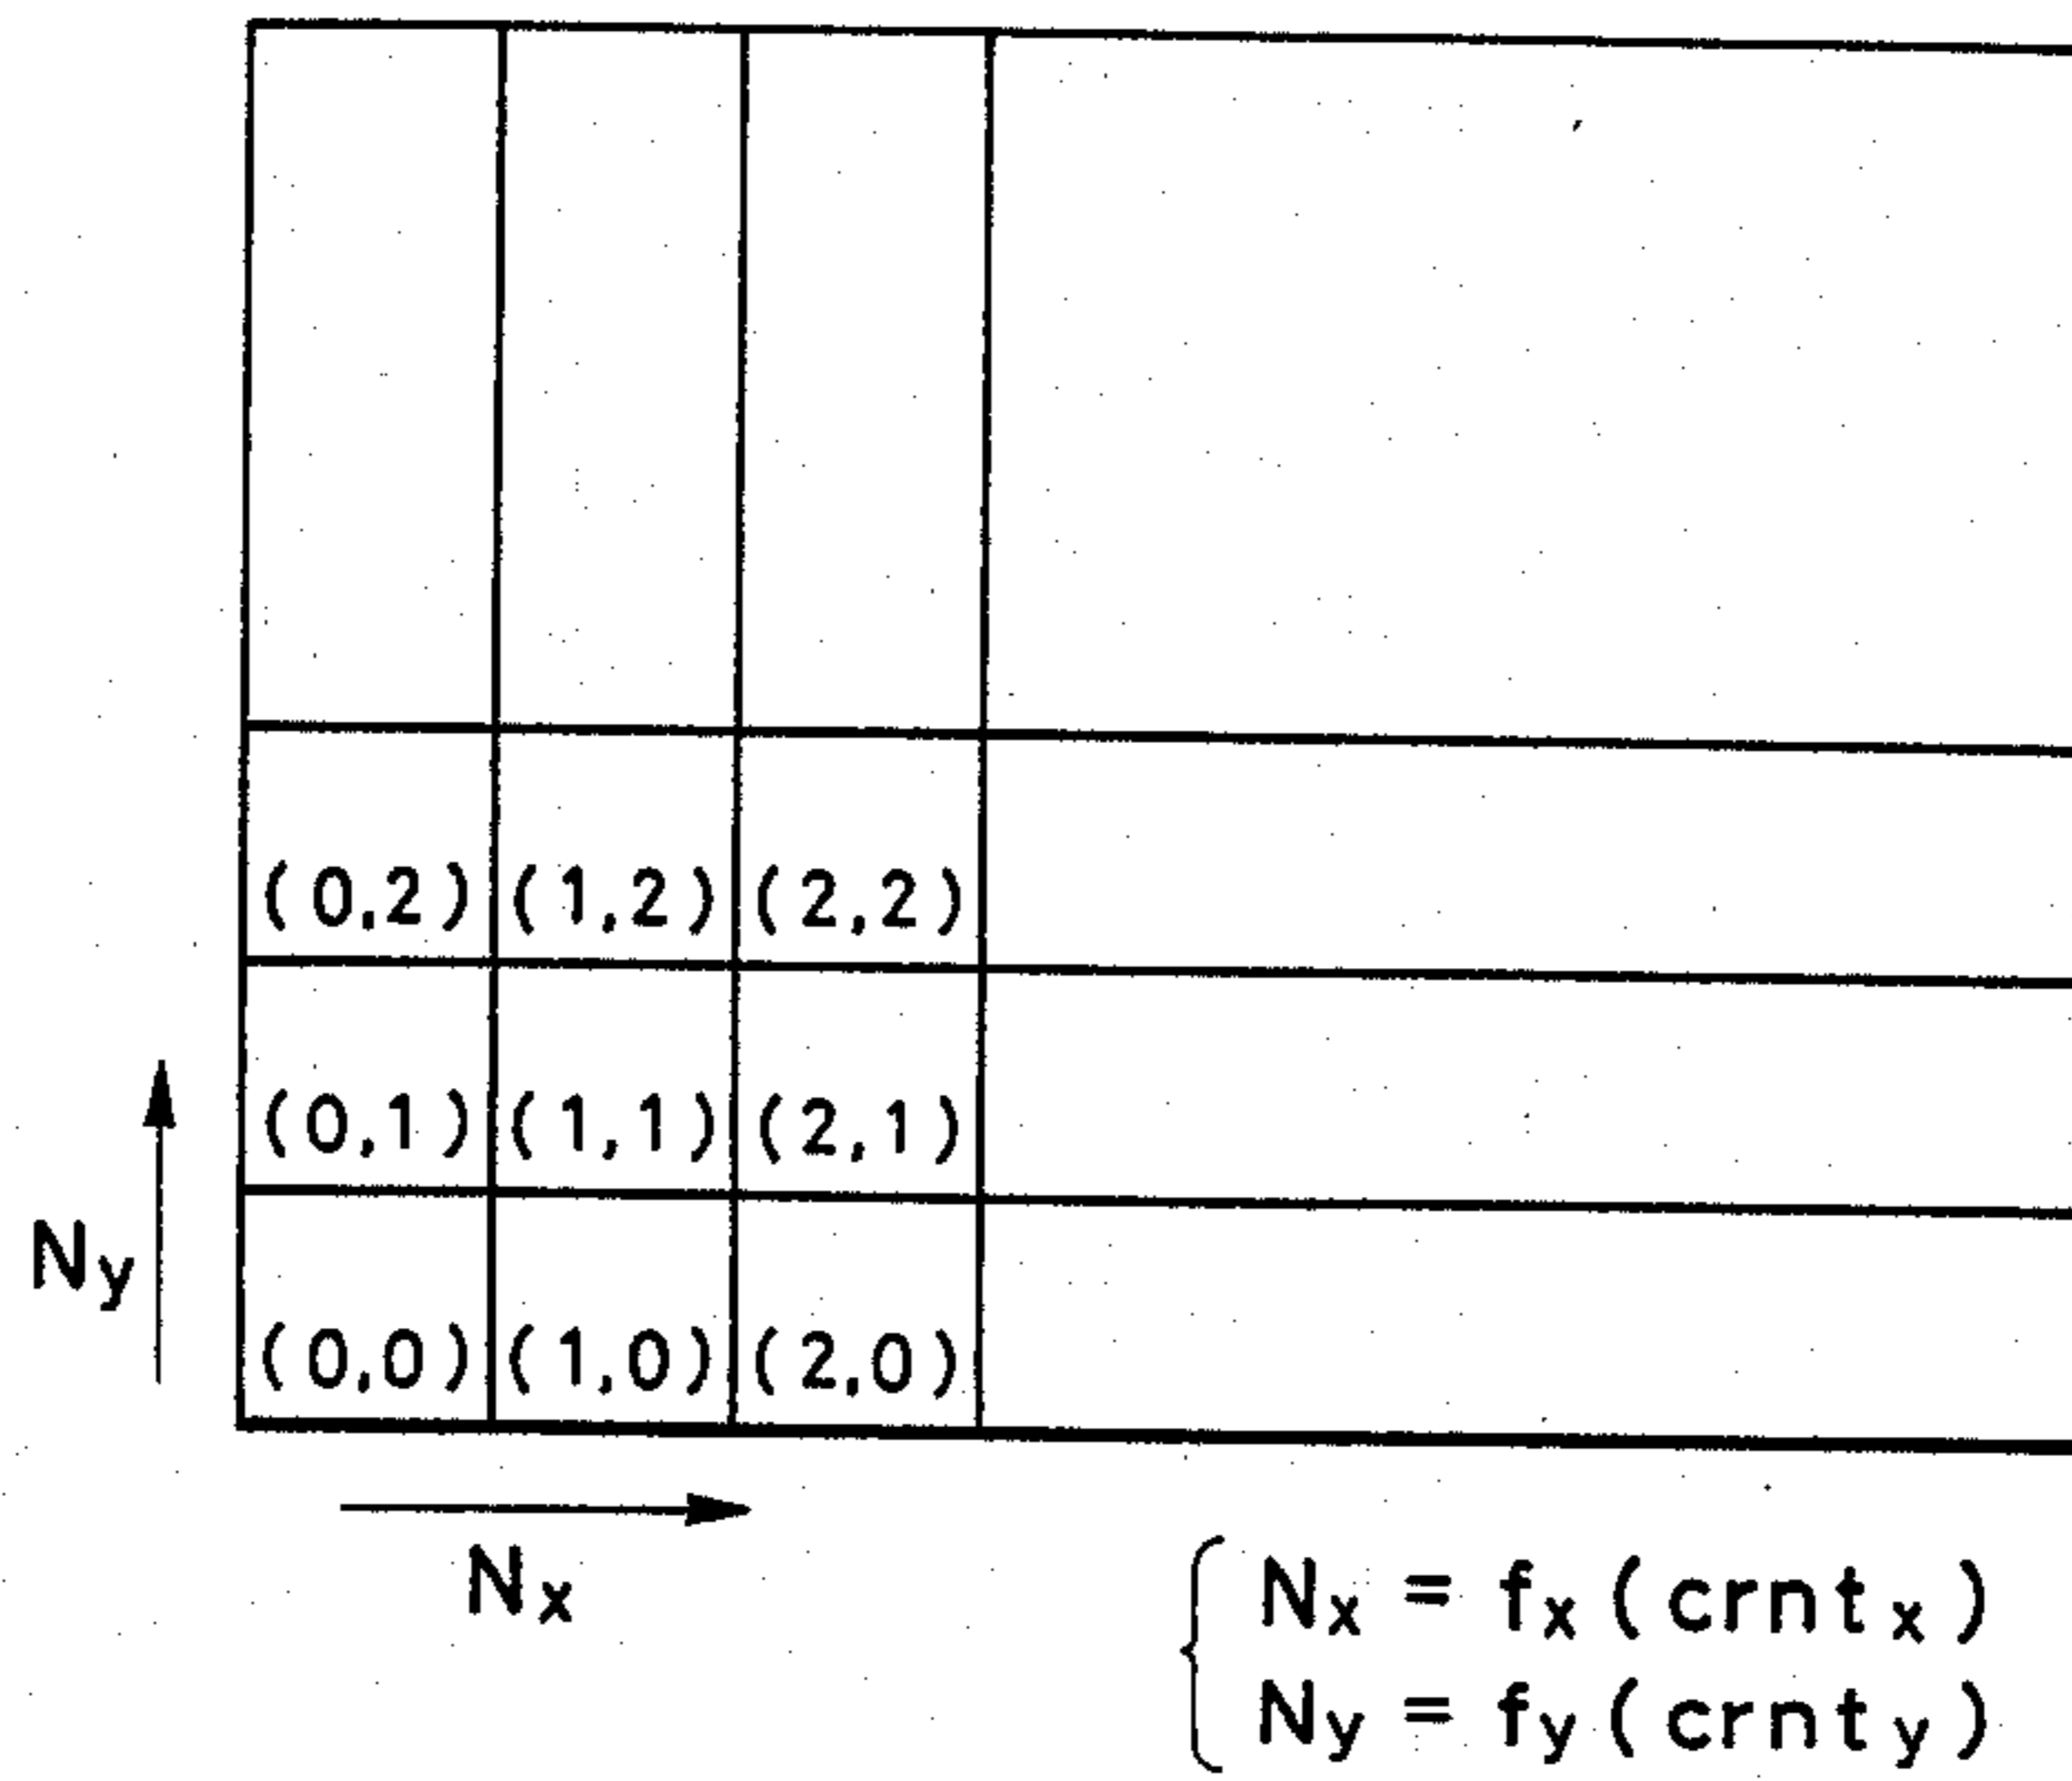 (0,2) (1,2) (2,2)
(0,1) (1,1) (2,1)
Ny
(0,0) (1,0) (2,0)
Nx
Nx = fx(crntx)
Ny = fy(crnty)